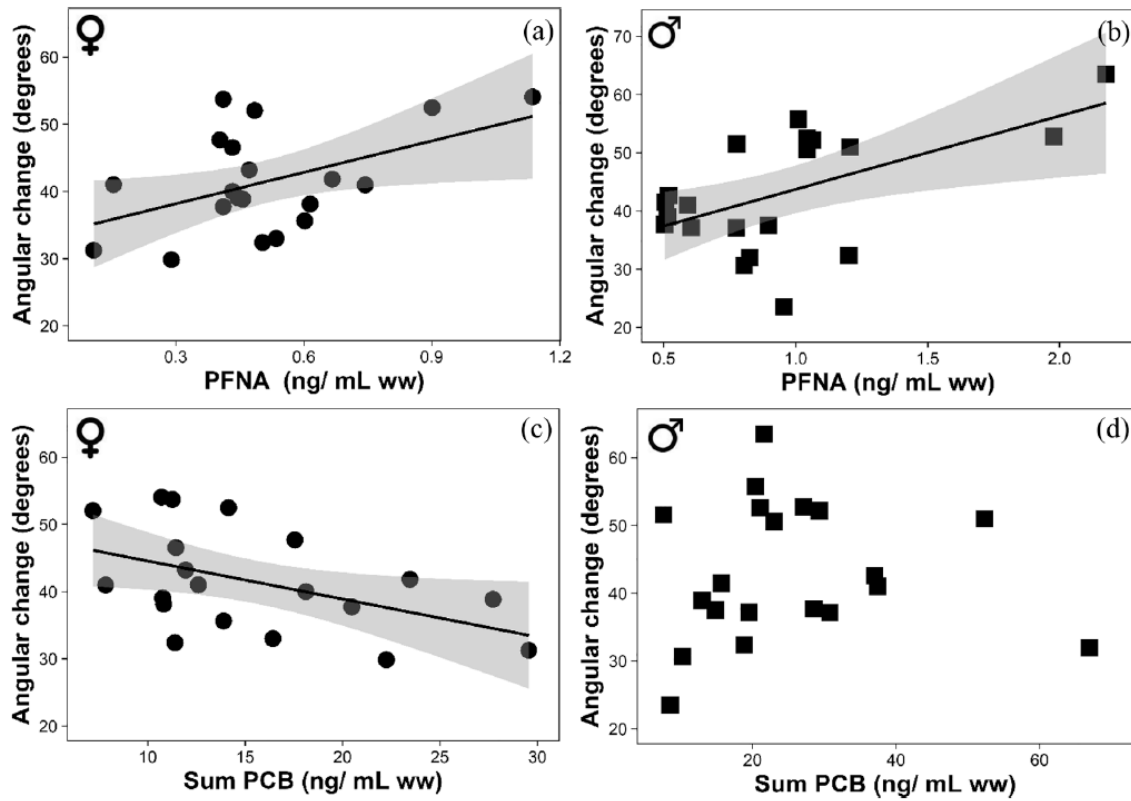 ♀ (a)
60
50
40
30
20
Angular change (degrees)
0.3 0.6 0.9 1.2
PFNA (ng/ mL ww)
♂ (b)
70
60
50
40
30
20
Angular change (degrees)
0.5 1.0 1.5 2.0
PFNA (ng/ mL ww)
♀ (c)
60
50
40
30
20
Angular change (degrees)
10 15 20 25 30
Sum PCB (ng/ mL ww)
♂ (d)
60
50
40
30
20
Angular change (degrees)
20 40 60
Sum PCB (ng/ mL ww)